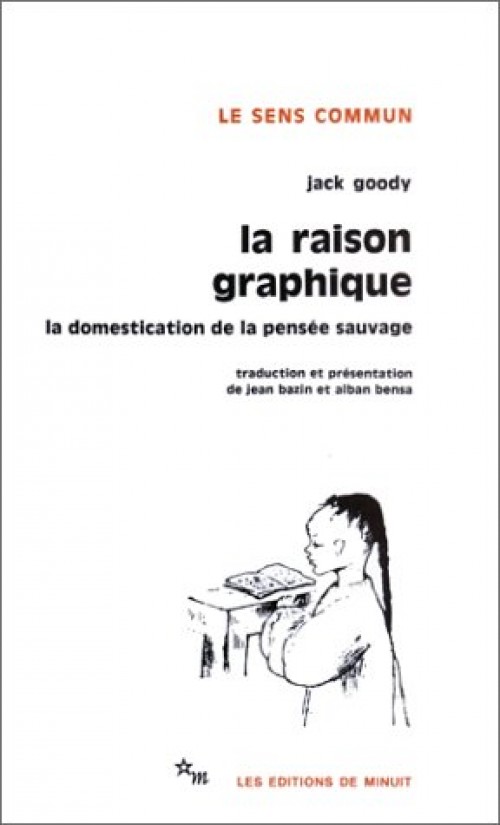 LE SENS COMMUN
jack goody
la raison
graphique
la domestication de la pensée sauvage
traduction et présentation
de jean bazin et alban bensa
m
LES EDITIONS DE MINUIT